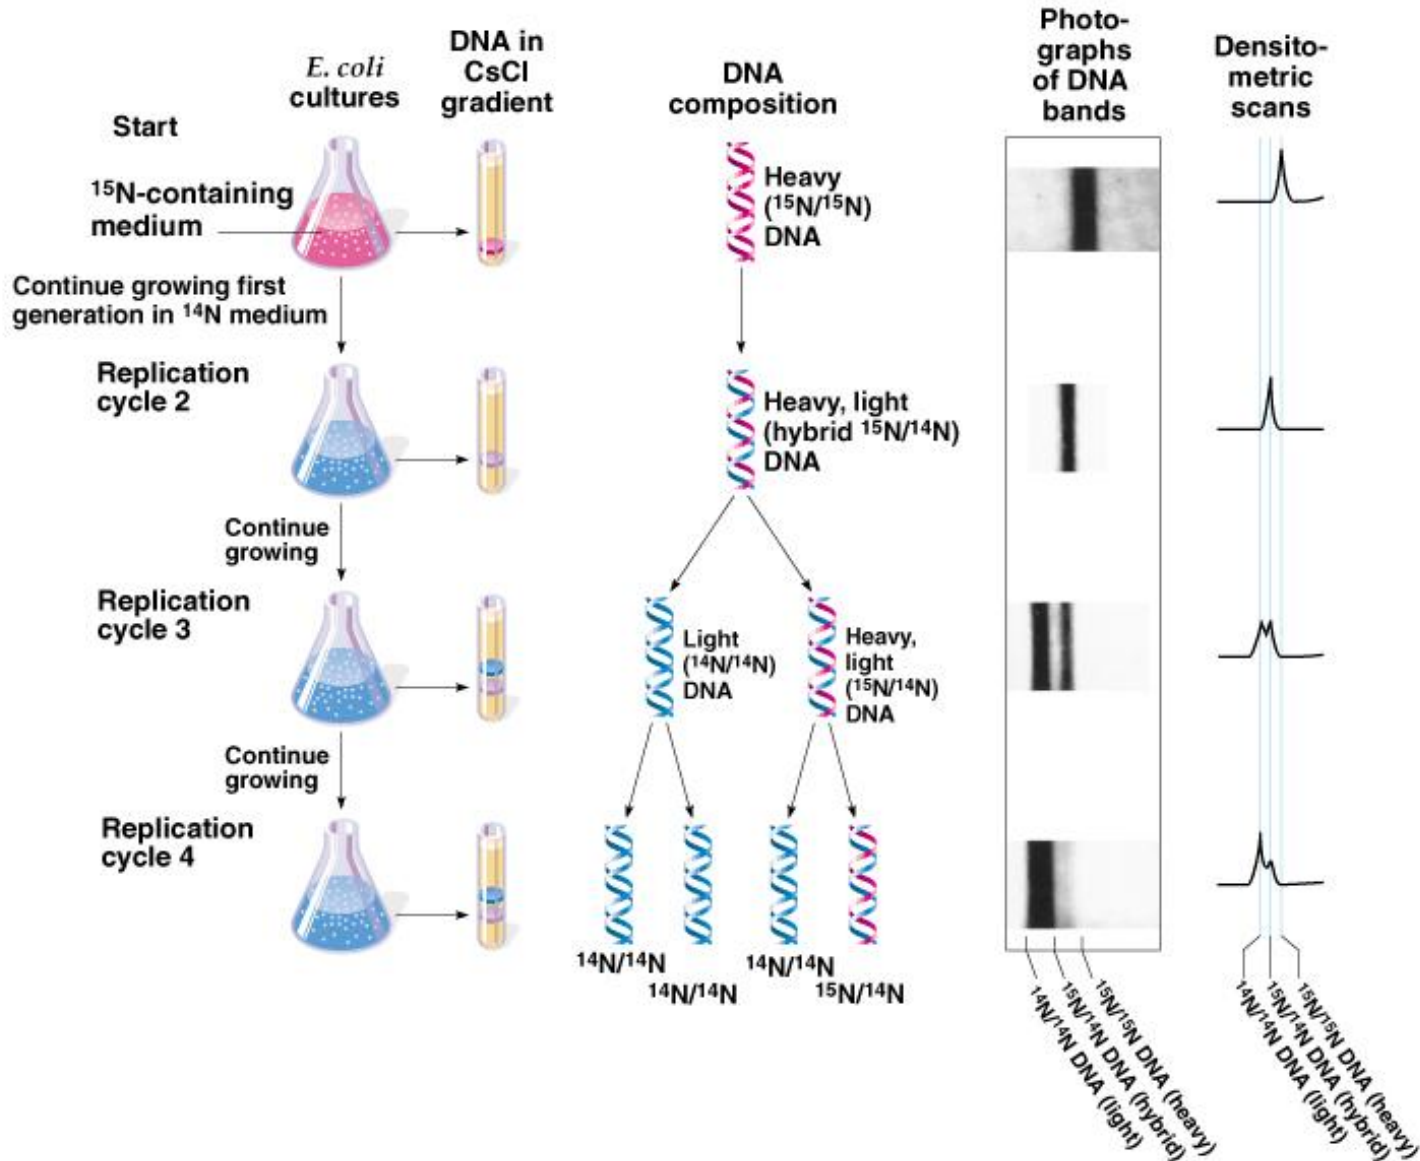 E. coli
cultures
DNA in
CsCl
gradient
DNA
composition
Photo-
graphs
of DNA
bands
Densito-
metric
scans
Start
¹⁵N-containing
medium
Heavy
(¹⁵N/¹⁵N)
DNA
Continue growing first
generation in ¹⁴N medium
Replication
cycle 2
Heavy, light
(hybrid ¹⁵N/¹⁴N)
DNA
Continue
growing
Replication
cycle 3
Light
(¹⁴N/¹⁴N)
DNA
Heavy,
light
(¹⁵N/¹⁴N)
DNA
Continue
growing
Replication
cycle 4
¹⁴N/¹⁴N
¹⁴N/¹⁴N
¹⁴N/¹⁴N
¹⁵N/¹⁴N
¹⁴N/¹⁴N DNA (light)
¹⁵N/¹⁴N DNA (hybrid)
¹⁵N/¹⁵N DNA (heavy)
¹⁴N/¹⁴N DNA (light)
¹⁵N/¹⁴N DNA (hybrid)
¹⁵N/¹⁵N DNA (heavy)